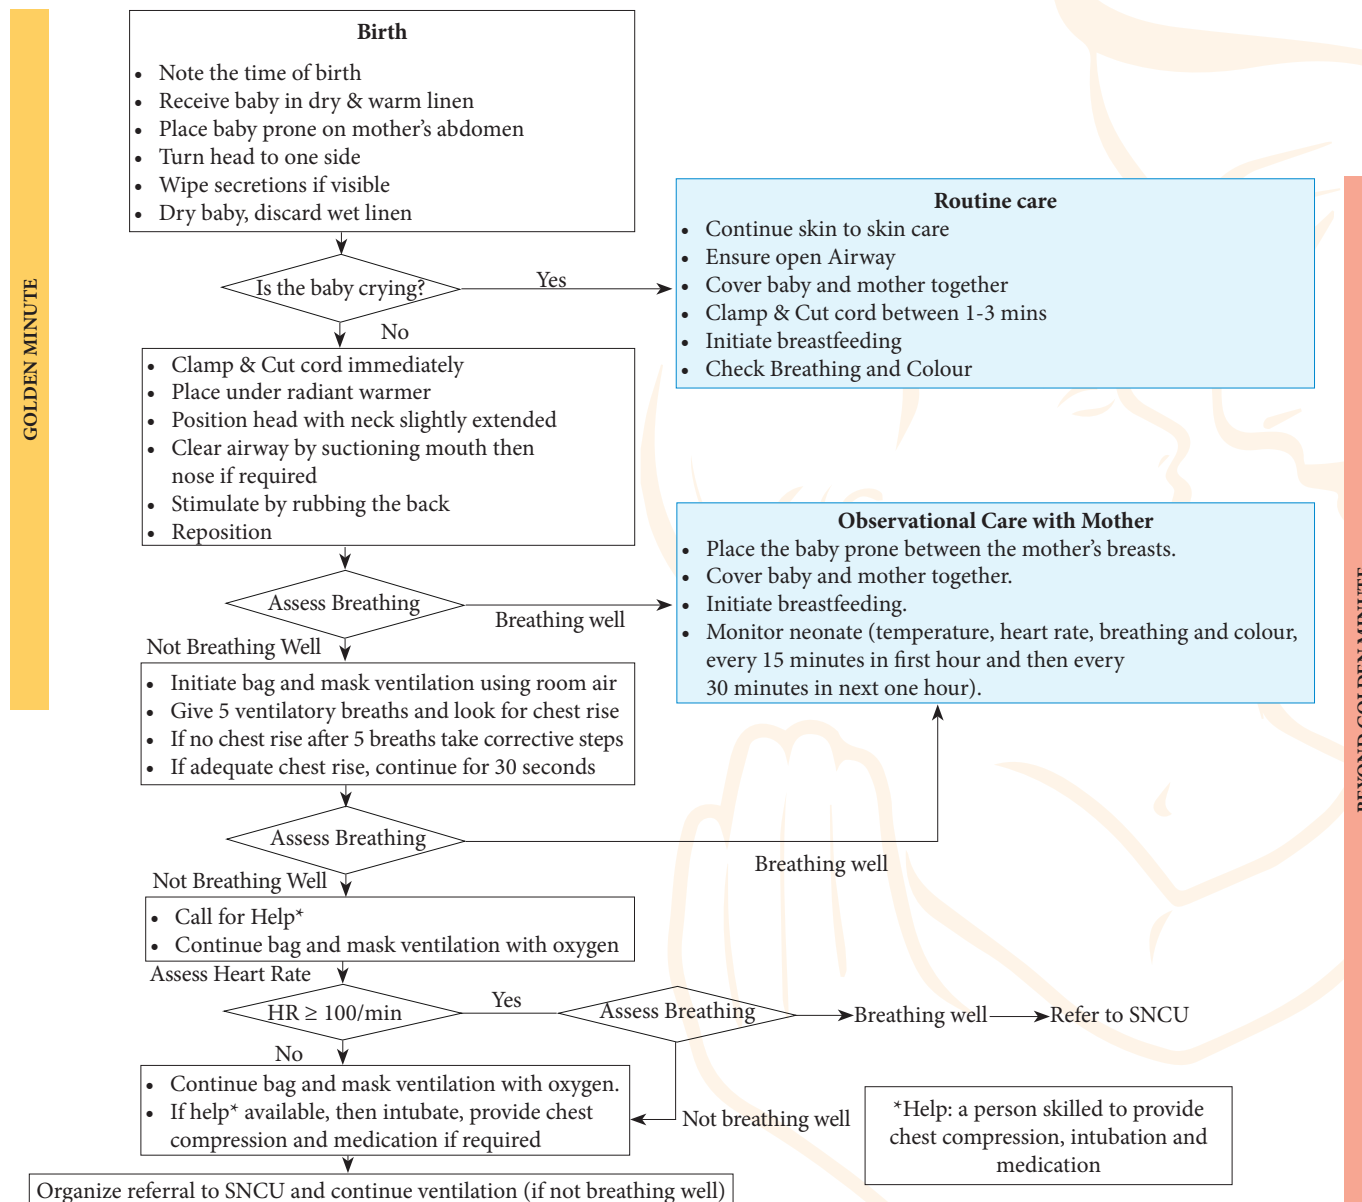 GOLDEN MINUTE
Birth
• Note the time of birth
• Receive baby in dry & warm linen
• Place baby prone on mother's abdomen
• Turn head to one side
• Wipe secretions if visible
• Dry baby, discard wet linen
Is the baby crying?
Yes
No
Routine care
• Continue skin to skin care
• Ensure open Airway
• Cover baby and mother together
• Clamp & Cut cord between 1-3 mins
• Initiate breastfeeding
• Check Breathing and Colour
• Clamp & Cut cord immediately
• Place under radiant warmer
• Position head with neck slightly extended
• Clear airway by suctioning mouth then
nose if required
• Stimulate by rubbing the back
• Reposition
Assess Breathing
Breathing well
Not Breathing Well
Observational Care with Mother
• Place the baby prone between the mother's breasts.
• Cover baby and mother together.
• Initiate breastfeeding.
• Monitor neonate (temperature, heart rate, breathing and colour,
every 15 minutes in first hour and then every
30 minutes in next one hour).
• Initiate bag and mask ventilation using room air
• Give 5 ventilatory breaths and look for chest rise
• If no chest rise after 5 breaths take corrective steps
• If adequate chest rise, continue for 30 seconds
Assess Breathing
Breathing well
Not Breathing Well
• Call for Help*
• Continue bag and mask ventilation with oxygen
Assess Heart Rate
HR ≥ 100/min
Yes
Assess Breathing
Breathing well
Refer to SNCU
No
Not breathing well
• Continue bag and mask ventilation with oxygen.
• If help* available, then intubate, provide chest
compression and medication if required
*Help: a person skilled to provide
chest compression, intubation and
medication
Organize referral to SNCU and continue ventilation (if not breathing well)
BEYOND GOLDEN MINUTE